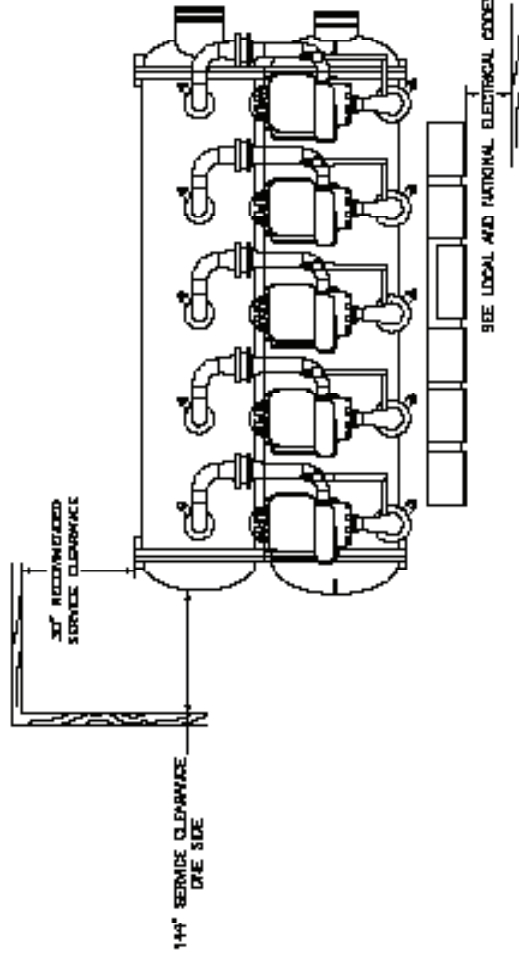 30" RECOMMENDED
SERVICE CLEARANCE
144" SERVICE CLEARANCE
ONE SIDE
SEE LOCAL AND NATIONAL ELECTRICAL CODES